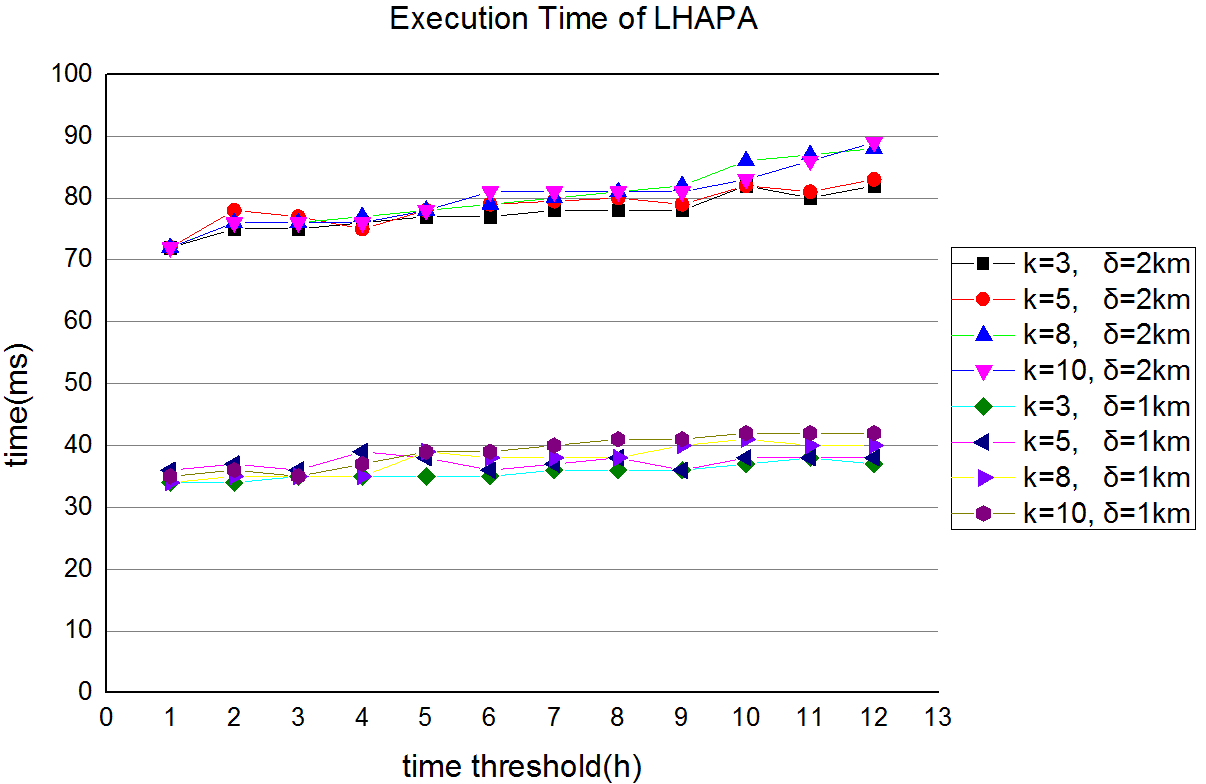 Execution Time of LHAPA
100
90
80
70
60
50
40
30
20
10
0
time(ms)
0 1 2 3 4 5 6 7 8 9 10 11 12 13
time threshold(h)
k=3, δ=2km
k=5, δ=2km
k=8, δ=2km
k=10, δ=2km
k=3, δ=1km
k=5, δ=1km
k=8, δ=1km
k=10, δ=1km